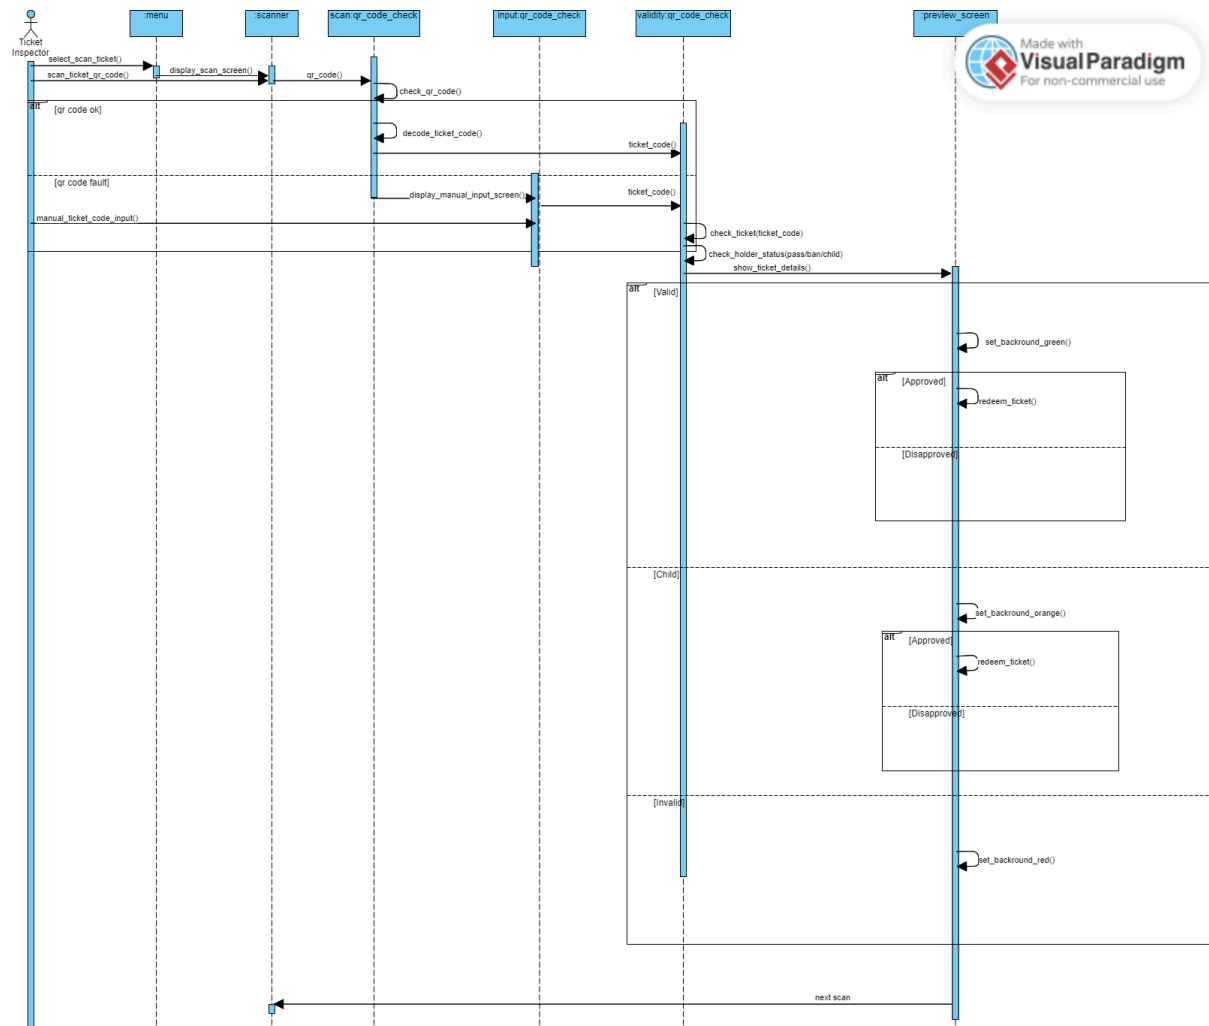 :menu
:scanner
scan:qr_code_check
input:qr_code_check
validity:qr_code_check
:preview_screen
Made with
Visual Paradigm
For non-commercial use
Ticket
Inspector
select_scan_ticket()
display_scan_screen()
scan_ticket_qr_code()
qr_code()
check_qr_code()
alt
[qr code ok]
decode_ticket_code()
ticket_code()
[qr code fault]
display_manual_input_screen()
ticket_code()
manual_ticket_code_input()
check_ticket(ticket_code)
check_holder_status(pass/ban/child)
show_ticket_details()
alt
[Valid]
set_backround_green()
alt
[Approved]
redeem_ticket()
[Disapproved]
[Child]
set_backround_orange()
alt
[Approved]
redeem_ticket()
[Disapproved]
[Invalid]
set_backround_red()
next scan